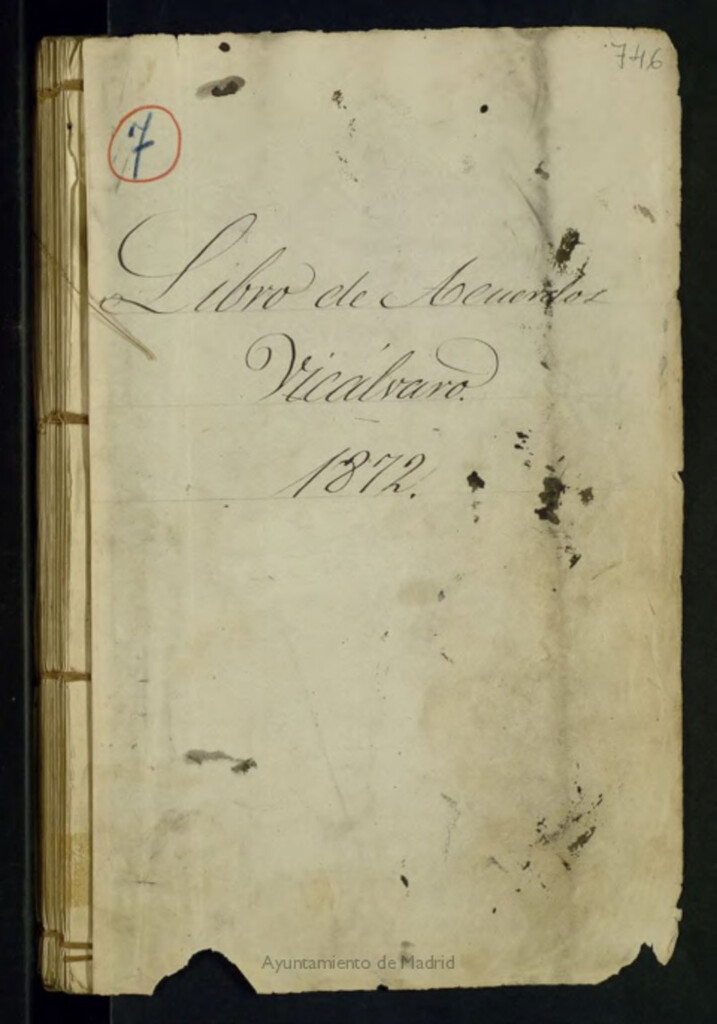 746
7
Libro de Acuerdos
Vicálvaro.
1872.
Ayuntamiento de Madrid